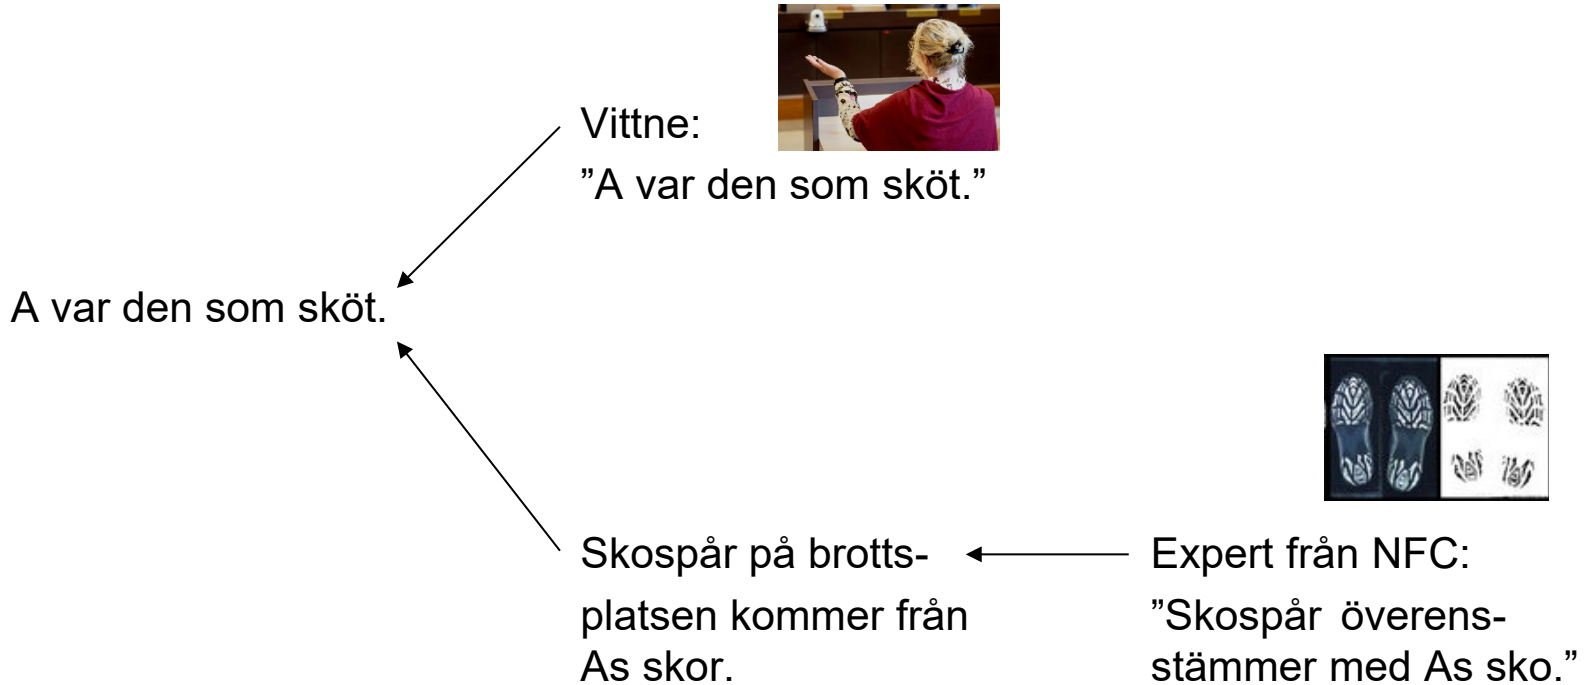 Vittne:
”A var den som sköt.”
A var den som sköt.
Skospår på brotts-
platsen kommer från
As skor.
Expert från NFC:
”Skospår överens-
stämmer med As sko.”